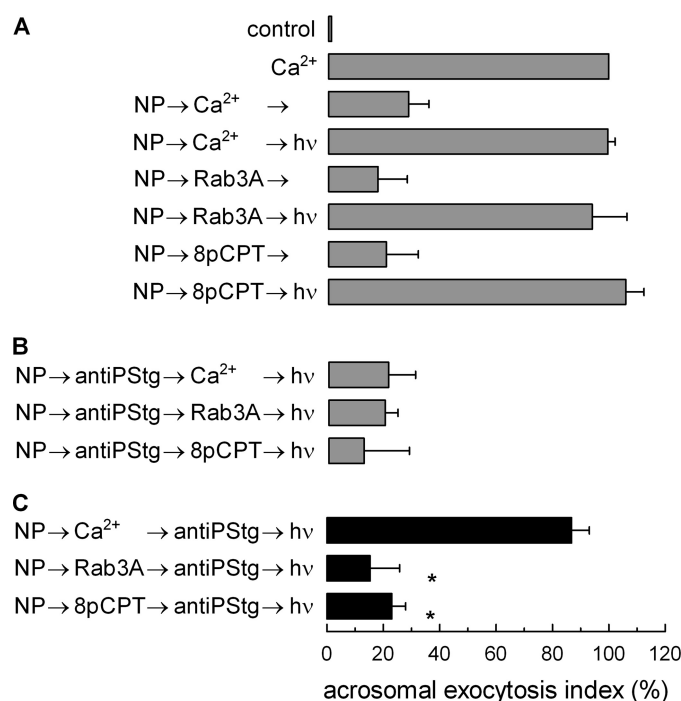 A
control
Ca²⁺
NP→Ca²⁺ →
NP→Ca²⁺ →hν
NP→Rab3A→
NP→Rab3A→hν
NP→8pCPT→
NP→8pCPT→hν
B
NP→antiPStg→Ca²⁺ →hν
NP→antiPStg→Rab3A→hν
NP→antiPStg→8pCPT→hν
C
NP→Ca²⁺ →antiPStg→hν
NP→Rab3A→antiPStg→hν *
NP→8pCPT→antiPStg→hν *
0 20 40 60 80 100 120
acrosomal exocytosis index (%)